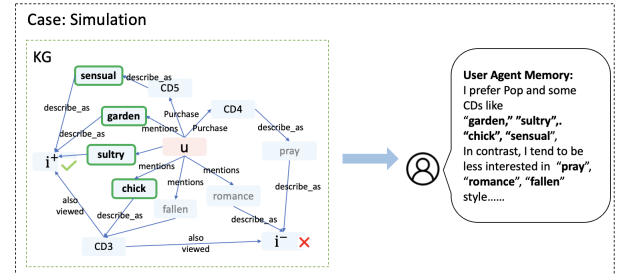 Case: Simulation
KG
sensual
describe_as
CD5
describe_as
garden
Purchase
CD4
describe_as
describe_as
mentions
Purchase
i+
sultry
u
pray
mentions
mentions
mentions
chick
describe_as
romance
fallen
also
viewed
describe_as
describe_as
CD3
also
viewed
i−
User Agent Memory:
I prefer Pop and some
CDs like
“garden,” ”sultry”,.
“chick”, “sensual”,
In contrast, I tend to be
less interested in “pray”,
“romance”, “fallen”
style......